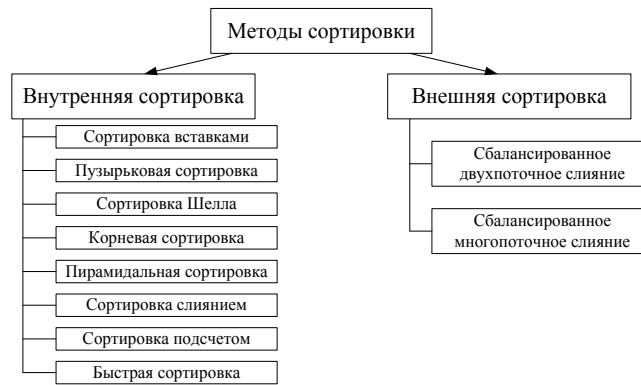 Методы сортировки
Внутренняя сортировка
Сортировка вставками
Пузырьковая сортировка
Сортировка Шелла
Корневая сортировка
Пирамидальная сортировка
Сортировка слиянием
Сортировка подсчетом
Быстрая сортировка
Внешняя сортировка
Сбалансированное
двухпоточное слияние
Сбалансированное
многопоточное слияние